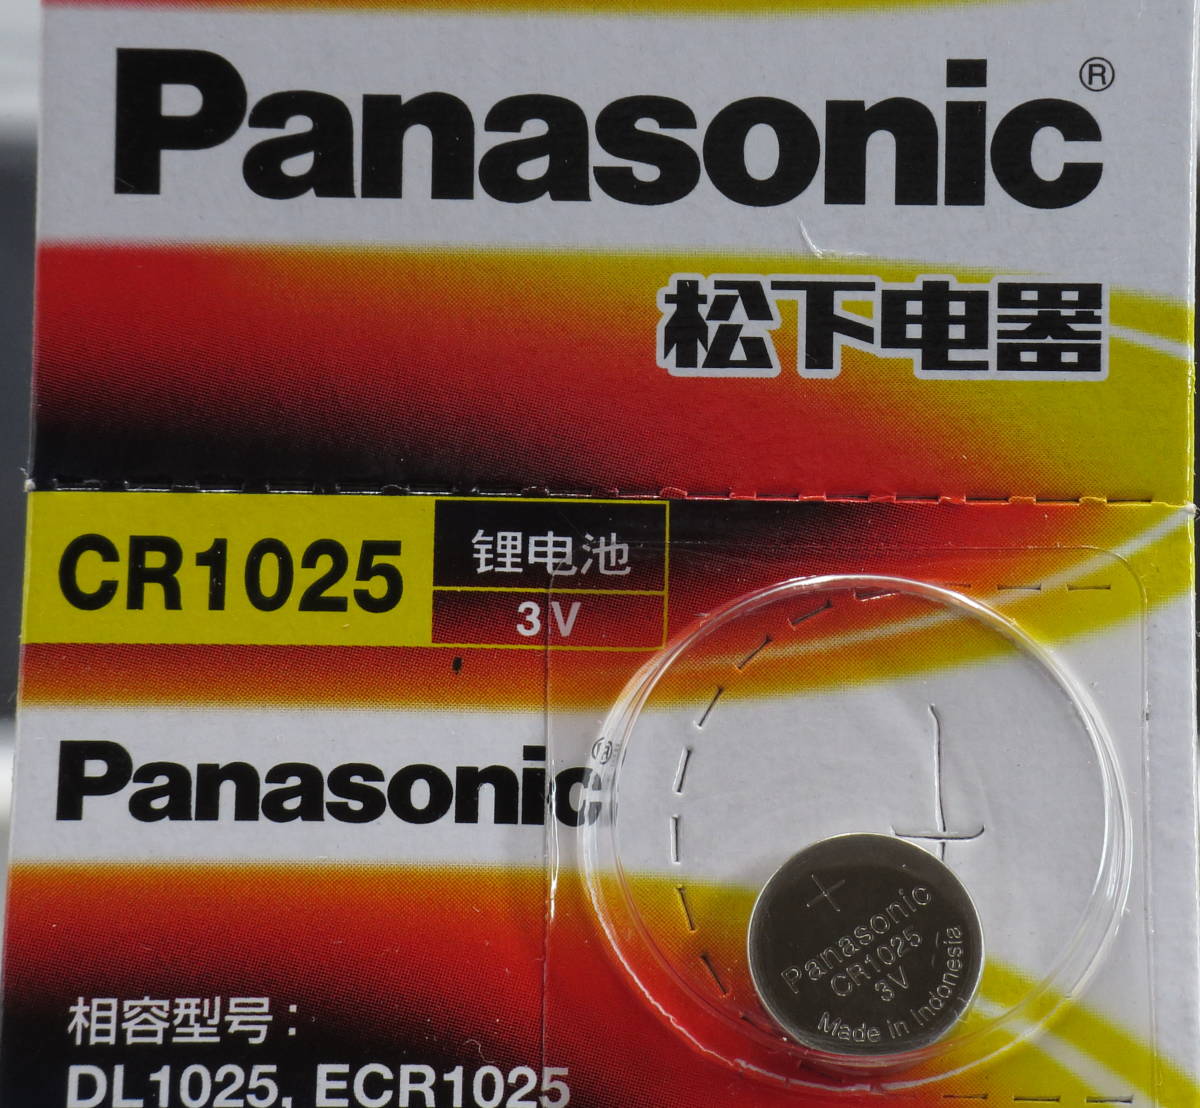 Panasonic®
松下电器
CR1025
锂电池
3V
Panasonic®
+
Panasonic
CR1025
3V
Made in Indonesia
相容型号:
DL1025, ECR1025